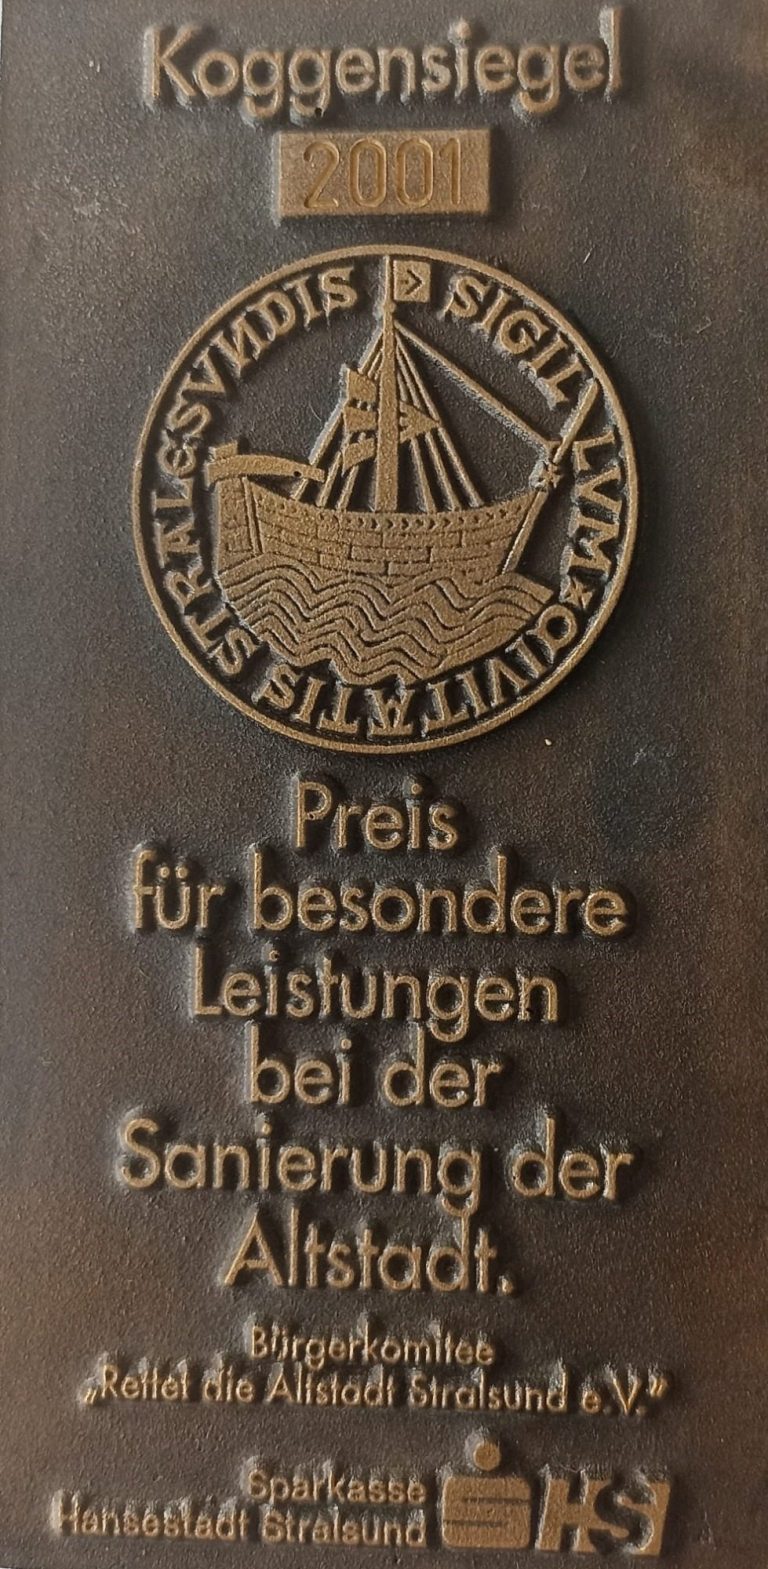 Koggensiegel
2001
SIGILLVM CIVITATIS STRALESVNDIS
Preis
für besondere
Leistungen
bei der
Sanierung der
Altstadt.
Bürgerkomitee
„Rettet die Altstadt Stralsund e.V.”
Sparkasse
Hansestadt Stralsund
HS